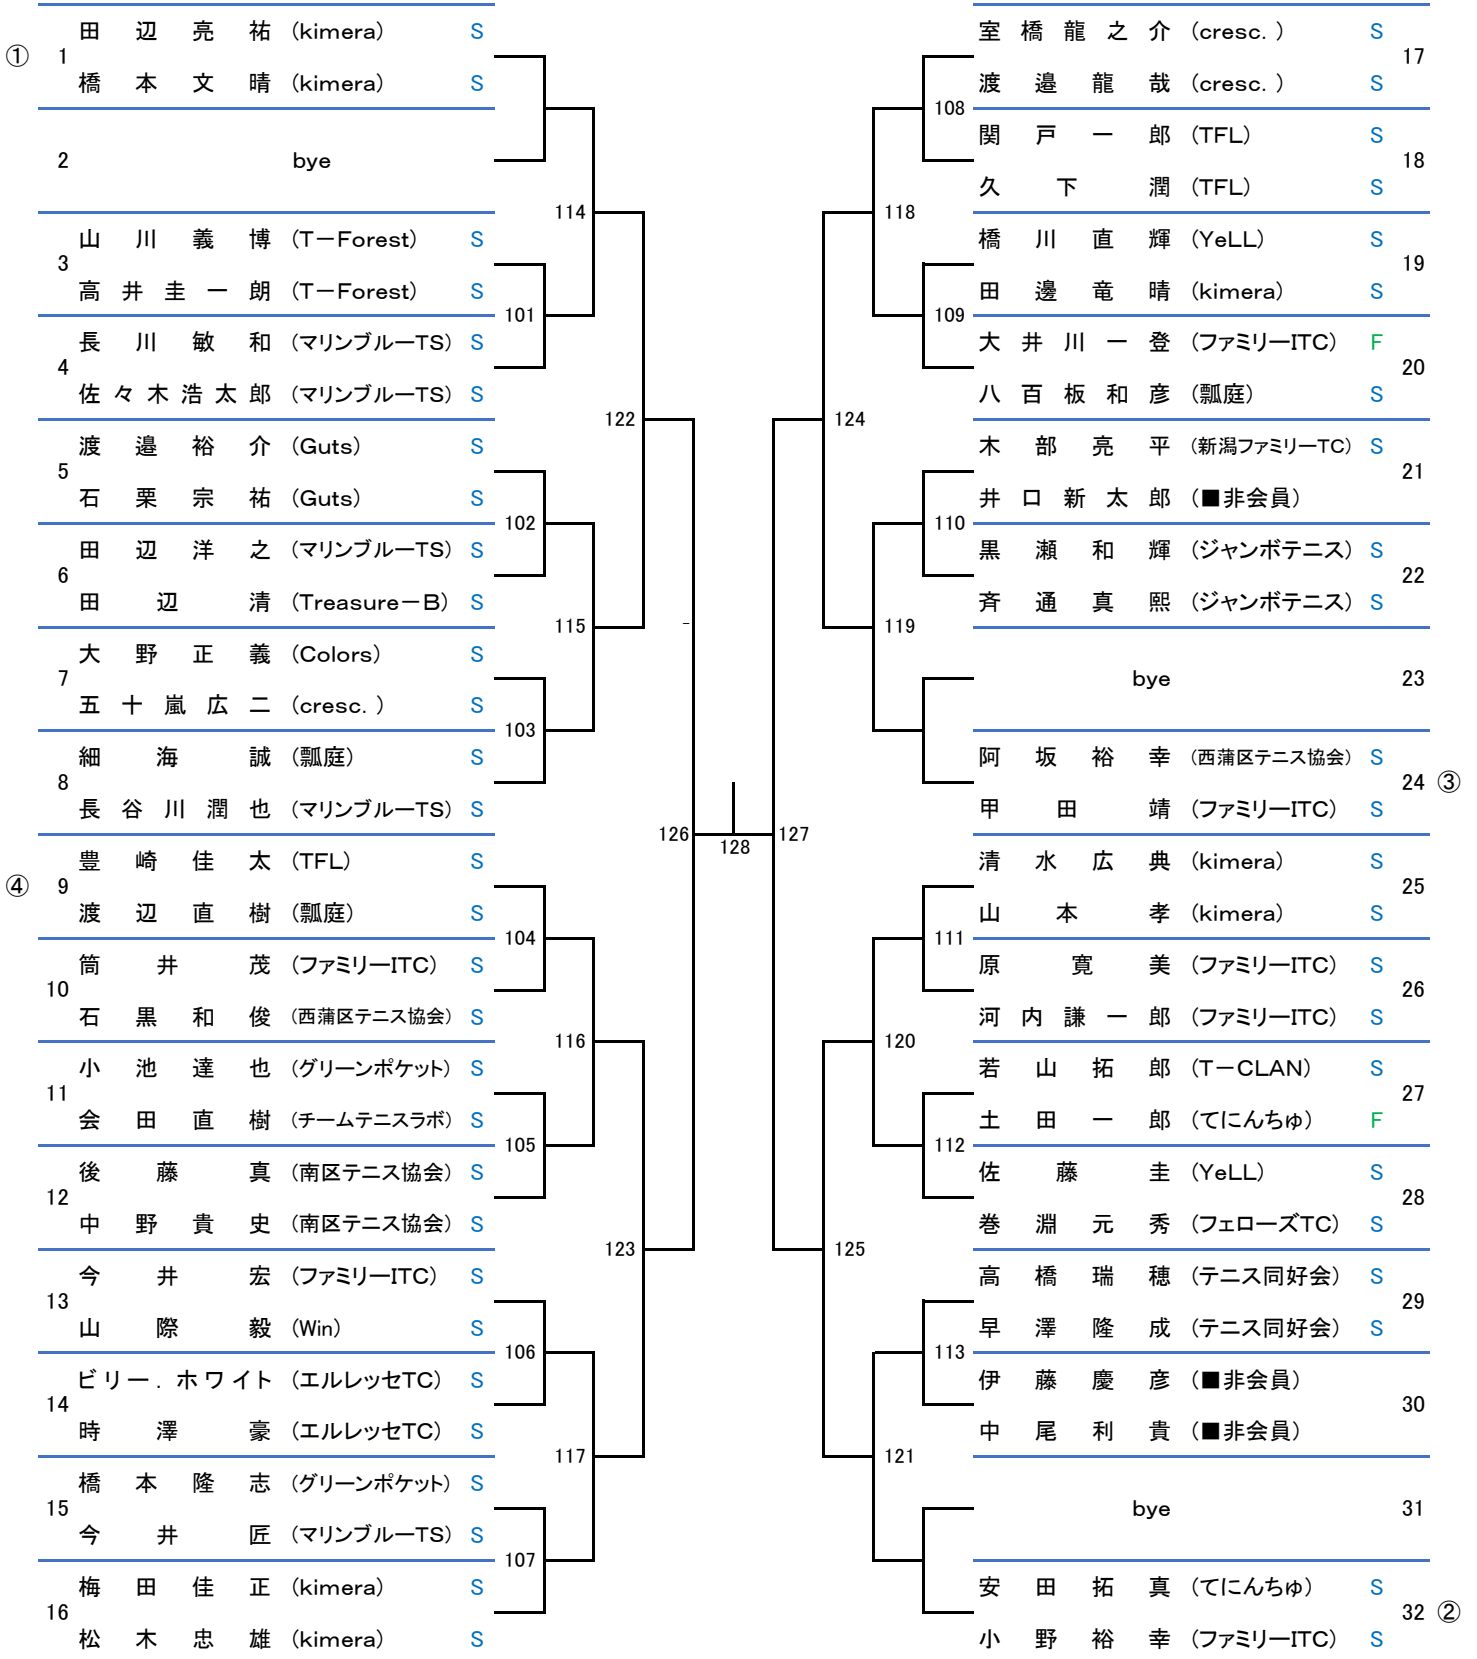 ① 1
田辺亮祐 (kimera) S
橋本文晴 (kimera) S
2 bye
3
山川義博 (T－Forest) S
高井圭一朗 (T－Forest) S
4
長川敏和 (マリンブルーTS) S
佐々木浩太郎 (マリンブルーTS) S
5
渡邉裕介 (Guts) S
石栗宗祐 (Guts) S
6
田辺洋之 (マリンブルーTS) S
田辺清 (Treasure－B) S
7
大野正義 (Colors) S
五十嵐広二 (cresc.) S
8
細海誠 (瓢庭) S
長谷川潤也 (マリンブルーTS) S
④ 9
豊崎佳太 (TFL) S
渡辺直樹 (瓢庭) S
10
筒井茂 (ファミリーITC) S
石黒和俊 (西蒲区テニス協会) S
11
小池達也 (グリーンポケット) S
会田直樹 (チームテニスラボ) S
12
後藤真 (南区テニス協会) S
中野貴史 (南区テニス協会) S
13
今井宏 (ファミリーITC) S
山際毅 (Win) S
14
ビリー．ホワイト (エルレッセTC) S
時澤豪 (エルレッセTC) S
15
橋本隆志 (グリーンポケット) S
今井匠 (マリンブルーTS) S
16
梅田佳正 (kimera) S
松木忠雄 (kimera) S
101
102
103
104
105
106
107
114
115
116
117
122
123
126
128
127
124
125
118
119
120
121
108
109
110
111
112
113
室橋龍之介 (cresc.) S
渡邉龍哉 (cresc.) S
17
関戸一郎 (TFL) S
久下潤 (TFL) S
18
橋川直輝 (YeLL) S
田邊竜晴 (kimera) S
19
大井川一登 (ファミリーITC) F
八百板和彦 (瓢庭) S
20
木部亮平 (新潟ファミリーTC) S
井口新太郎 (■非会員)
21
黒瀬和輝 (ジャンボテニス) S
斉通真熙 (ジャンボテニス) S
22
bye 23
阿坂裕幸 (西蒲区テニス協会) S
甲田靖 (ファミリーITC) S
24 ③
清水広典 (kimera) S
山本孝 (kimera) S
25
原寛美 (ファミリーITC) S
河内謙一郎 (ファミリーITC) S
26
若山拓郎 (T－CLAN) S
土田一郎 (てにんちゅ) F
27
佐藤圭 (YeLL) S
巻淵元秀 (フェローズTC) S
28
高橋瑞穂 (テニス同好会) S
早澤隆成 (テニス同好会) S
29
伊藤慶彦 (■非会員)
中尾利貴 (■非会員)
30
bye 31
安田拓真 (てにんちゅ) S
小野裕幸 (ファミリーITC) S
32 ②